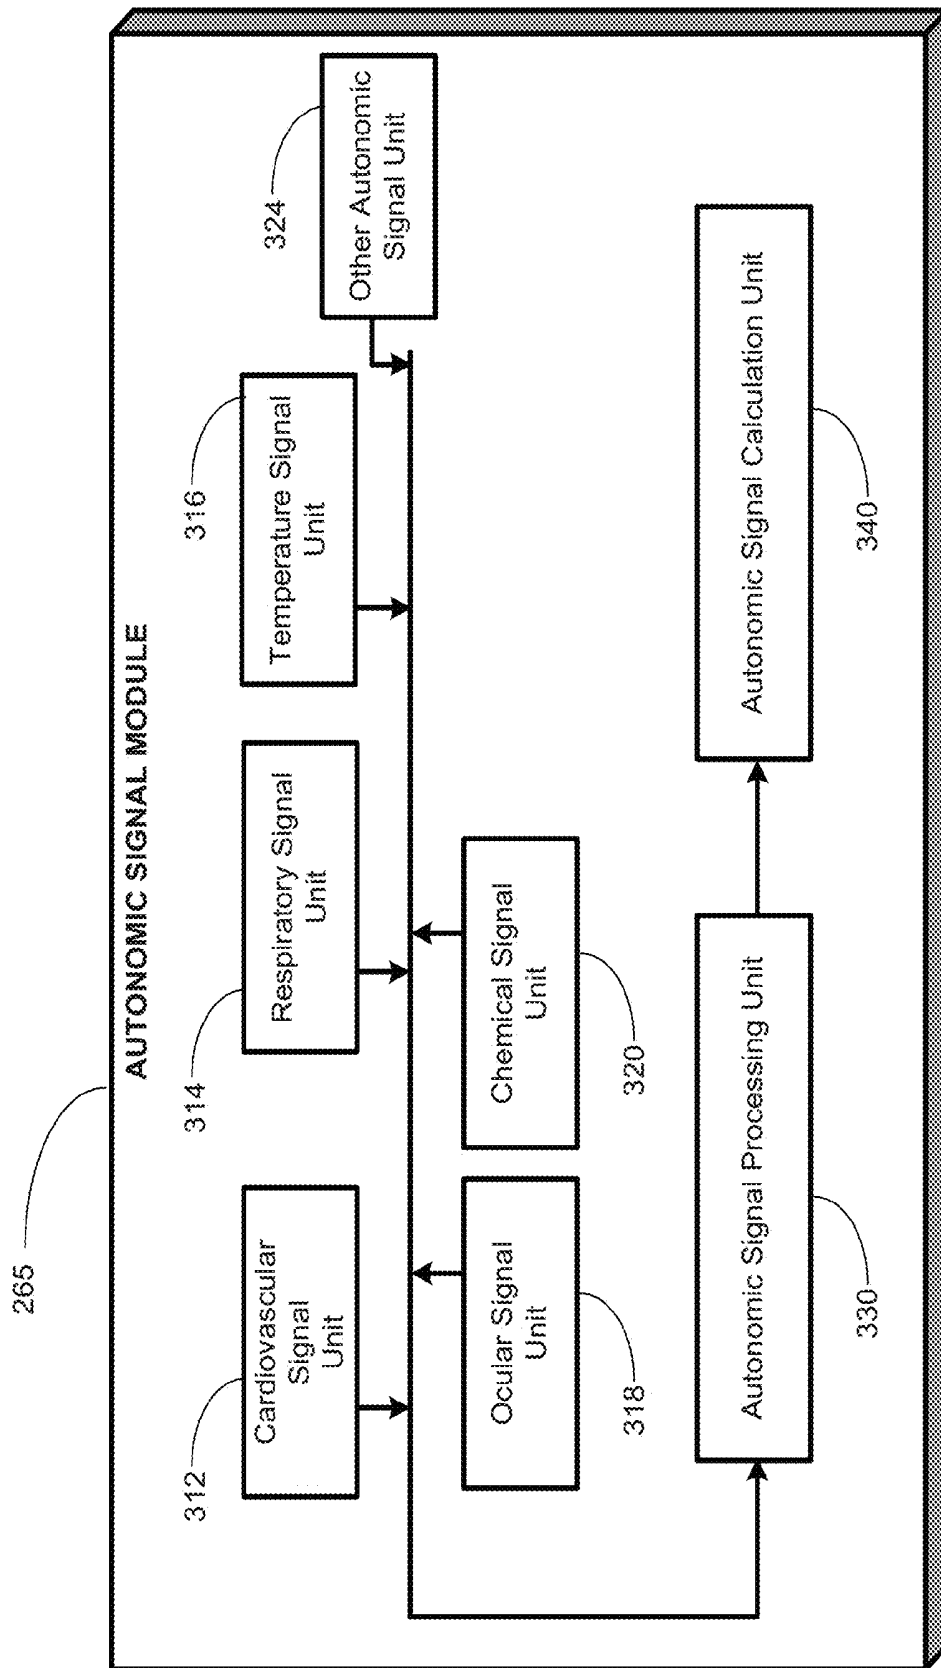 265
AUTONOMIC SIGNAL MODULE
312
Cardiovascular
Signal
Unit
314
Respiratory Signal
Unit
316
Temperature Signal
Unit
324
Other Autonomic
Signal Unit
Ocular Signal
Unit
318
Chemical Signal
Unit
320
Autonomic Signal Processing Unit
330
Autonomic Signal Calculation Unit
340